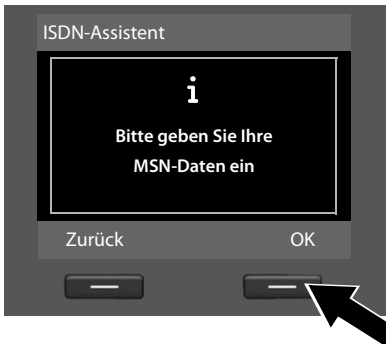 ISDN-Assistent
i
Bitte geben Sie Ihre
MSN-Daten ein
Zurück OK